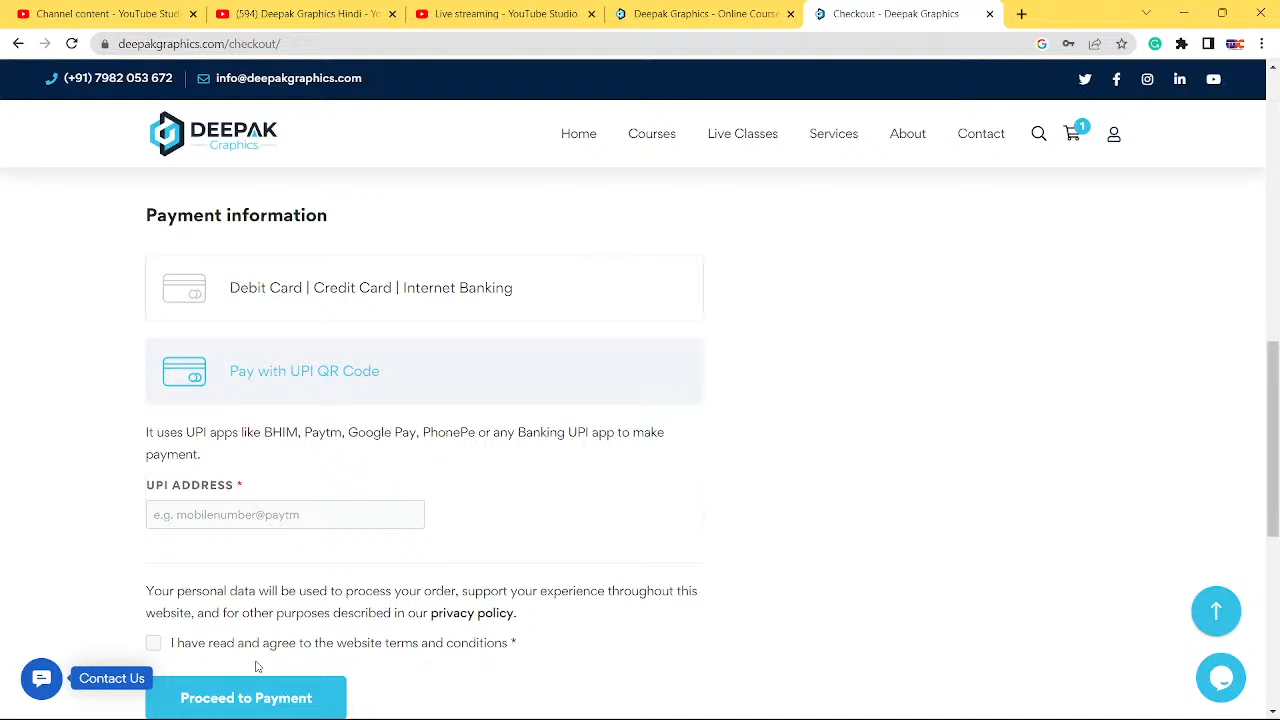 Channel content - YouTube Stud
(594) Deepak Graphics Hindi - Yo
Live streaming - YouTube Studio
Deepak Graphics - Online Course
Checkout - Deepak Graphics
deepakgraphics.com/checkout/
(+91) 7982 053 672
info@deepakgraphics.com
DEEPAK
Graphics
Home
Courses
Live Classes
Services
About
Contact
1
Payment information
Debit Card | Credit Card | Internet Banking
Pay with UPI QR Code
It uses UPI apps like BHIM, Paytm, Google Pay, PhonePe or any Banking UPI app to make
payment.
UPI ADDRESS *
e.g. mobilenumber@paytm
Your personal data will be used to process your order, support your experience throughout this
website, and for other purposes described in our privacy policy.
I have read and agree to the website terms and conditions *
Contact Us
Proceed to Payment